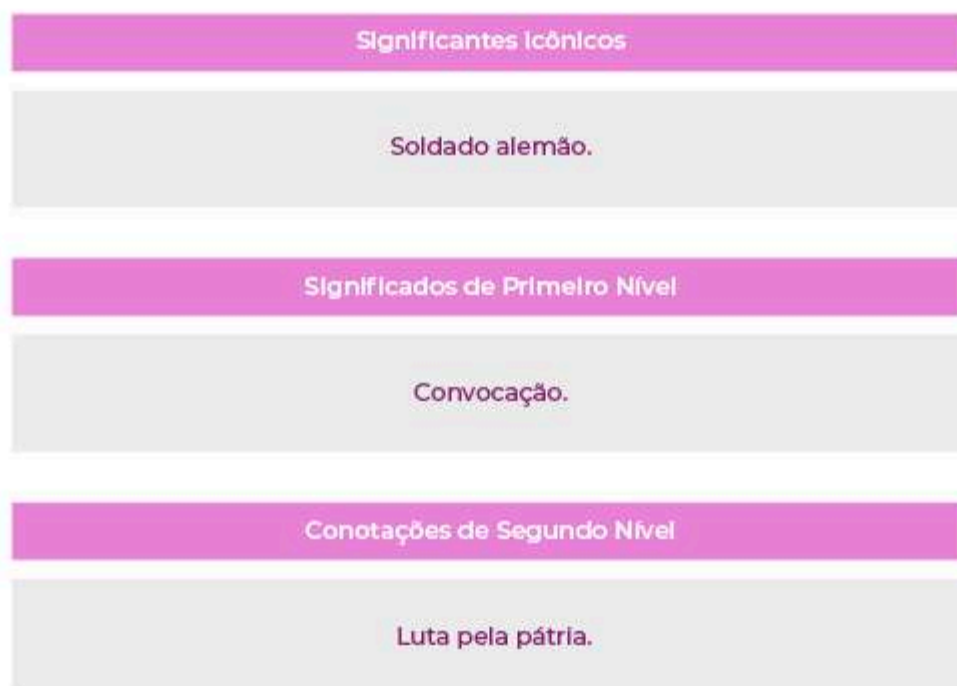 Significantes Icônicos
Soldado alemão.
Significados de Primeiro Nível
Convocação.
Conotações de Segundo Nível
Luta pela pátria.